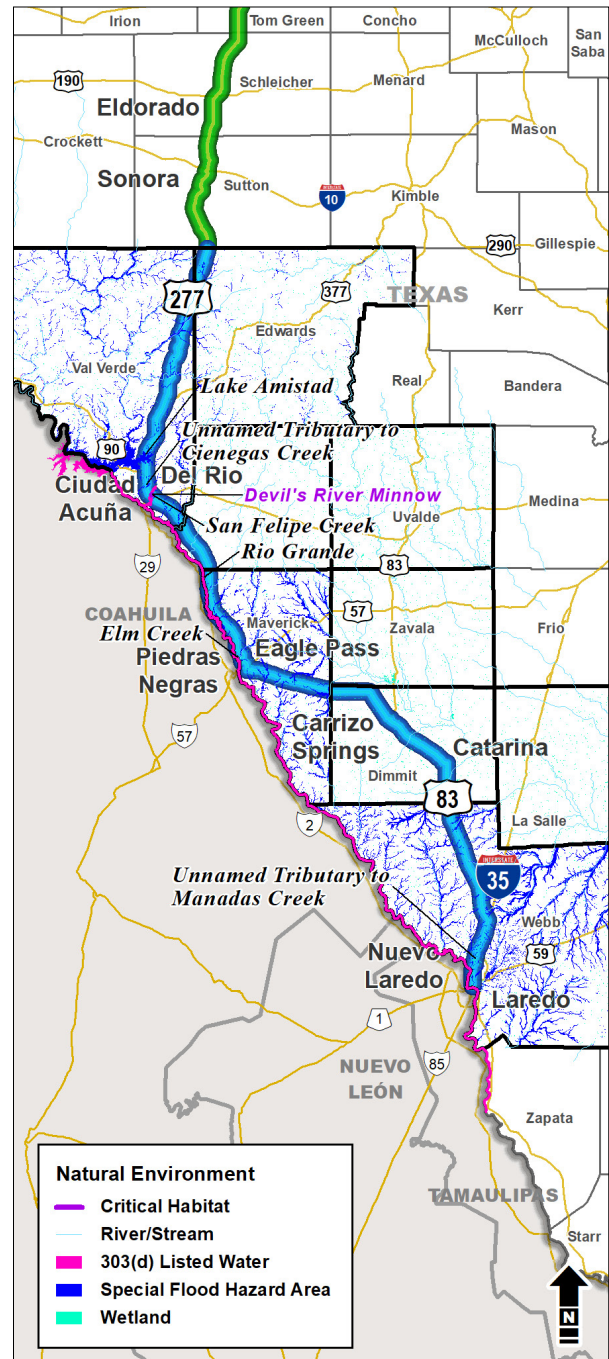 Irion
Tom Green
Concho
McCulloch
San
Saba
190
Schleicher
Menard
Eldorado
Crockett
Mason
Sonora
Sutton
INTERSTATE
10
Kimble
290
Gillespie
277
377
TEXAS
Kerr
Edwards
Val Verde
Real
Bandera
Lake Amistad
90
Unnamed Tributary to
Cienegas Creek
Ciudad
Acuña
Del Rio
Devil's River Minnow
Medina
San Felipe Creek
Uvalde
Rio Grande
29
83
COAHUILA
Maverick
57
Zavala
Frio
Elm Creek
Eagle Pass
Piedras
Negras
Carrizo
Springs
57
Catarina
Dimmit
83
2
La Salle
Unnamed Tributary to
Manadas Creek
INTERSTATE
35
Webb
59
Nuevo
Laredo
Laredo
1
NUEVO
LEÓN
85
Zapata
TAMAULIPAS
Starr
Natural Environment
Critical Habitat
River/Stream
303(d) Listed Water
Special Flood Hazard Area
Wetland
N